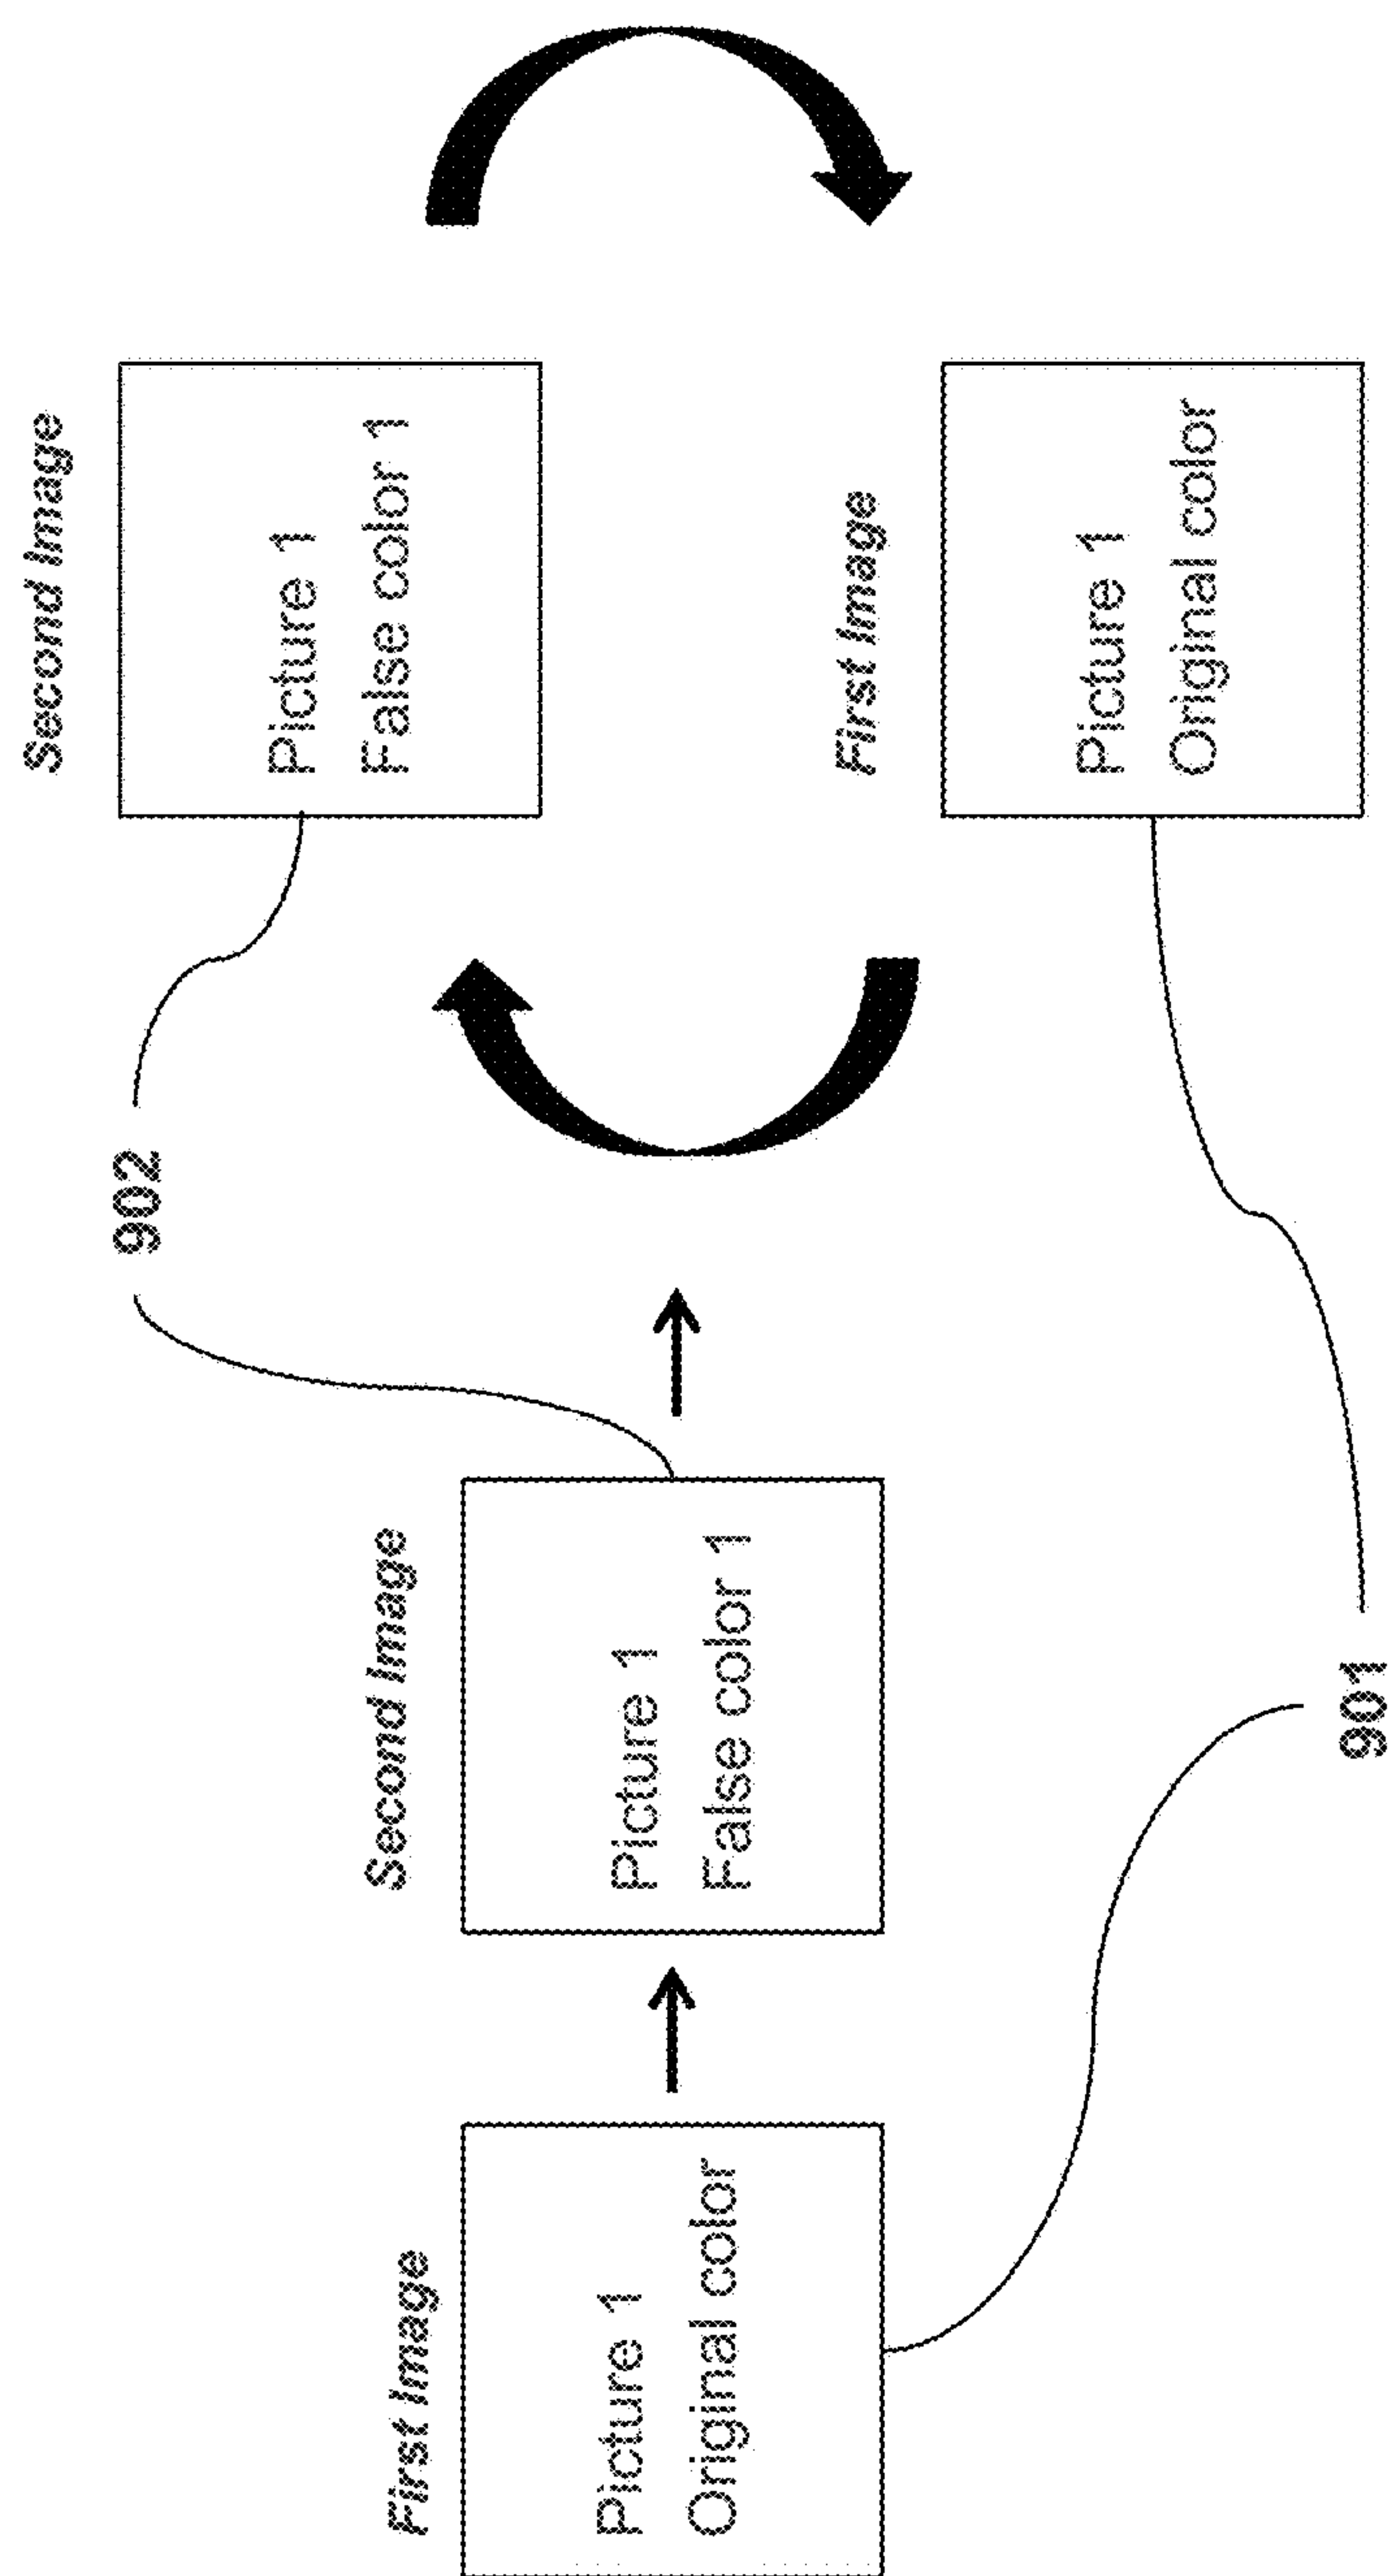 First Image
Picture 1
Original color
Second Image
Picture 1
False color 1
902
901
Second Image
Picture 1
False color 1
First Image
Picture 1
Original color